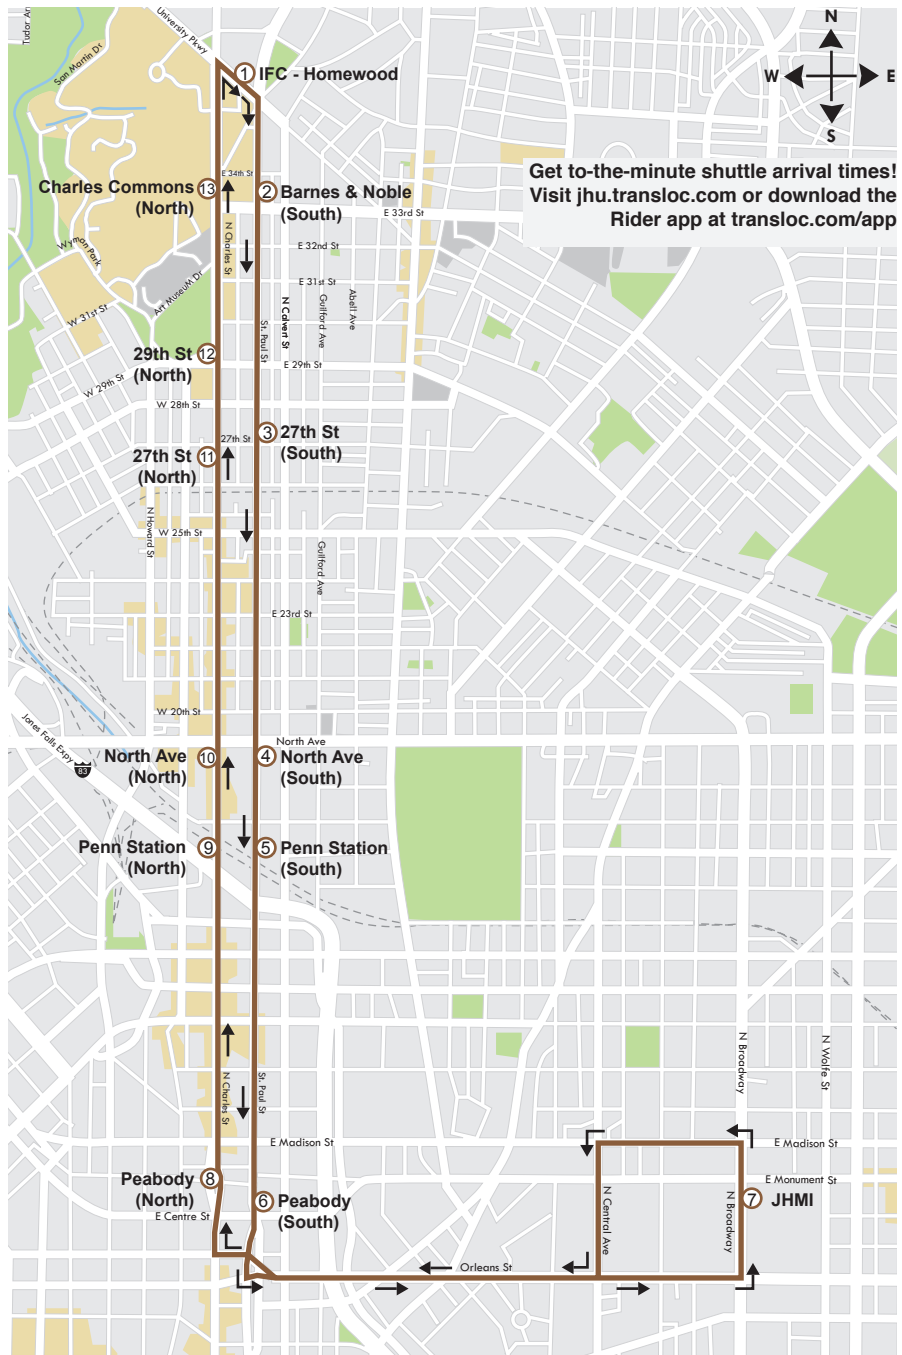 Tudor Ar
San Martin Dr
University Pkwy
N
W
E
S
1
IFC - Homewood
E 34th St
Get to-the-minute shuttle arrival times!
Visit jhu.transloc.com or download the
Rider app at transloc.com/app
Charles Commons
(North)
13
2
Barnes & Noble
(South)
E 33rd St
Wyman Park
N Charles St
E 32nd St
Art MuseuM Dr
E 31st St
W 31st St
St. Paul St
N Calvert St
Guilford Ave
Abell Ave
29th St
(North)
12
E 29th St
W 29th St
W 28th St
27th St
3
27th St
(South)
27th St
(North)
11
N Howard St
W 25th St
Guilford Ave
E 23rd St
W 20th St
Jones Falls Expy
83
North Ave
North Ave
(North)
10
4
North Ave
(South)
Penn Station
(North)
9
5
Penn Station
(South)
N Charles St
St. Paul St
N Broadway
N Wolfe St
E Madison St
E Madison St
Peabody
(North)
8
E Monument St
6
Peabody
(South)
E Centre St
N Central Ave
N Broadway
7
JHMI
Orleans St